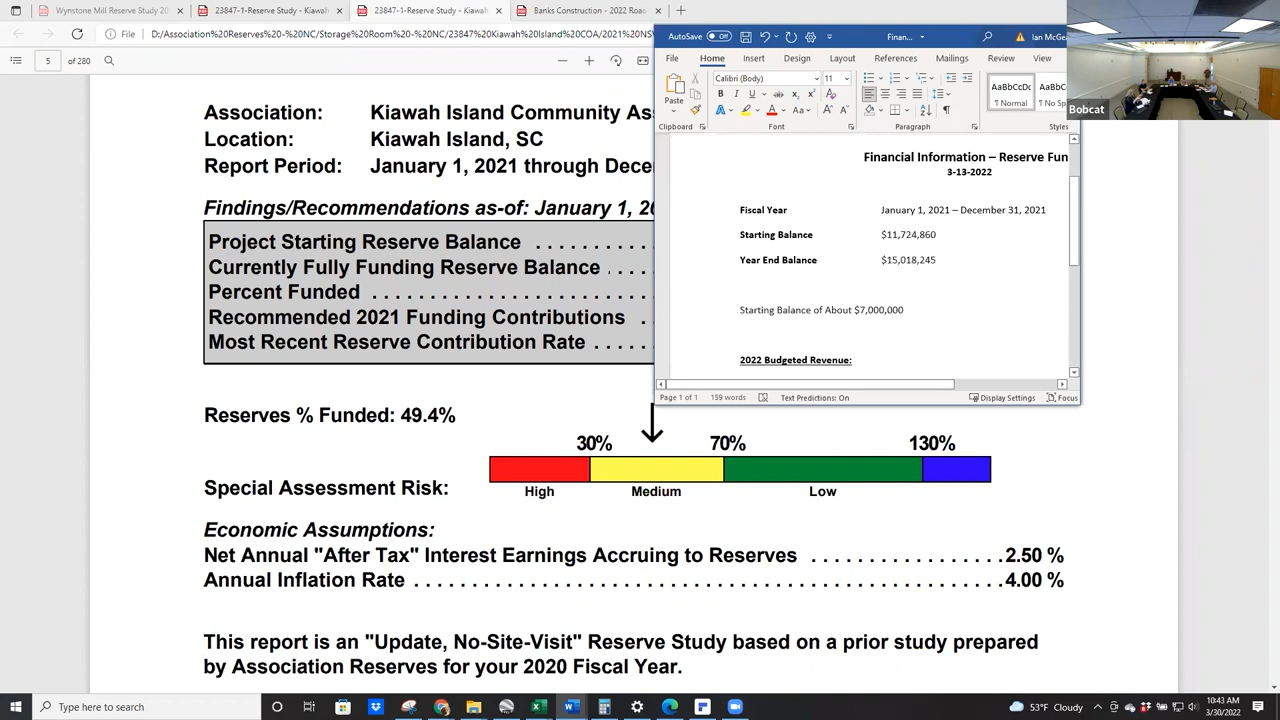 Wynstone Mill Reserve Study - 20
23847-1-Reserve Study - Kiawah
23847-1-Reserve Study - Kiawah
Banks Construction - 2022 Road
File
D:/Association%20Reserves%20-%20NC/Storage%20Room%20-%20NC/23847%20Kiawah%20Island%20COA/2021%20NSV
5 of 280
Association: Kiawah Island Community Ass
Location: Kiawah Island, SC
Report Period: January 1, 2021 through Dece
Findings/Recommendations as-of: January 1, 20
Project Starting Reserve Balance
Currently Fully Funding Reserve Balance
Percent Funded
Recommended 2021 Funding Contributions
Most Recent Reserve Contribution Rate
AutoSave Off
Finan...
Ian McGea
File Home Insert Design Layout References Mailings Review View
Paste
Calibri (Body) 11
AaBbCcDc AaBbCc
Normal No Sp
Clipboard Font Paragraph Styles
Financial Information – Reserve Fun
3-13-2022
Fiscal Year January 1, 2021 – December 31, 2021
Starting Balance $11,724,860
Year End Balance $15,018,245
Starting Balance of About $7,000,000
2022 Budgeted Revenue:
Page 1 of 1 159 words Text Predictions: On Display Settings Focus
Bobcat
Reserves % Funded: 49.4%
30% 70% 130%
Special Assessment Risk:
High Medium Low
Economic Assumptions:
Net Annual "After Tax" Interest Earnings Accruing to Reserves . . . . . . . . . . . . . . 2.50 %
Annual Inflation Rate . . . . . . . . . . . . . . . . . . . . . . . . . . . . . . . . . . . . . . . . . . . . 4.00 %
This report is an "Update, No-Site-Visit" Reserve Study based on a prior study prepared
by Association Reserves for your 2020 Fiscal Year.
Type here to search
53°F Cloudy
10:43 AM
3/30/2022